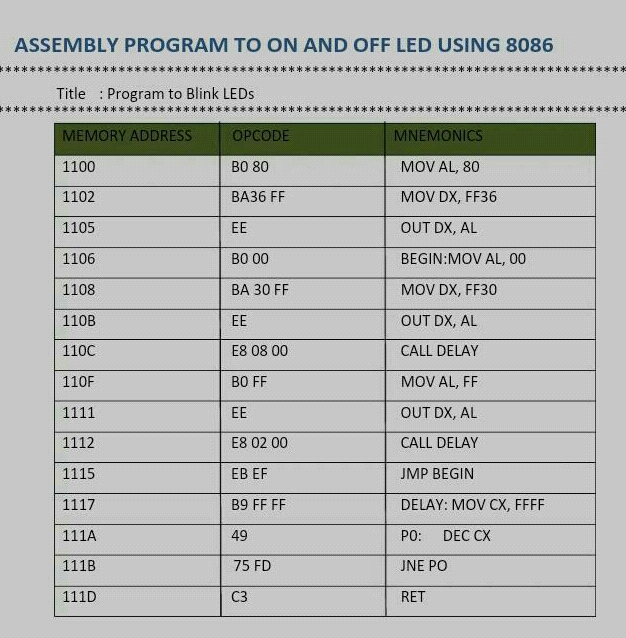 ASSEMBLY PROGRAM TO ON AND OFF LED USING 8086
******************************************************************************
Title : Program to Blink LEDs
******************************************************************************
MEMORY ADDRESS OPCODE MNEMONICS
1100 B0 80 MOV AL, 80
1102 BA36 FF MOV DX, FF36
1105 EE OUT DX, AL
1106 B0 00 BEGIN:MOV AL, 00
1108 BA 30 FF MOV DX, FF30
110B EE OUT DX, AL
110C E8 08 00 CALL DELAY
110F B0 FF MOV AL, FF
1111 EE OUT DX, AL
1112 E8 02 00 CALL DELAY
1115 EB EF JMP BEGIN
1117 B9 FF FF DELAY: MOV CX, FFFF
111A 49 P0: DEC CX
111B 75 FD JNE PO
111D C3 RET